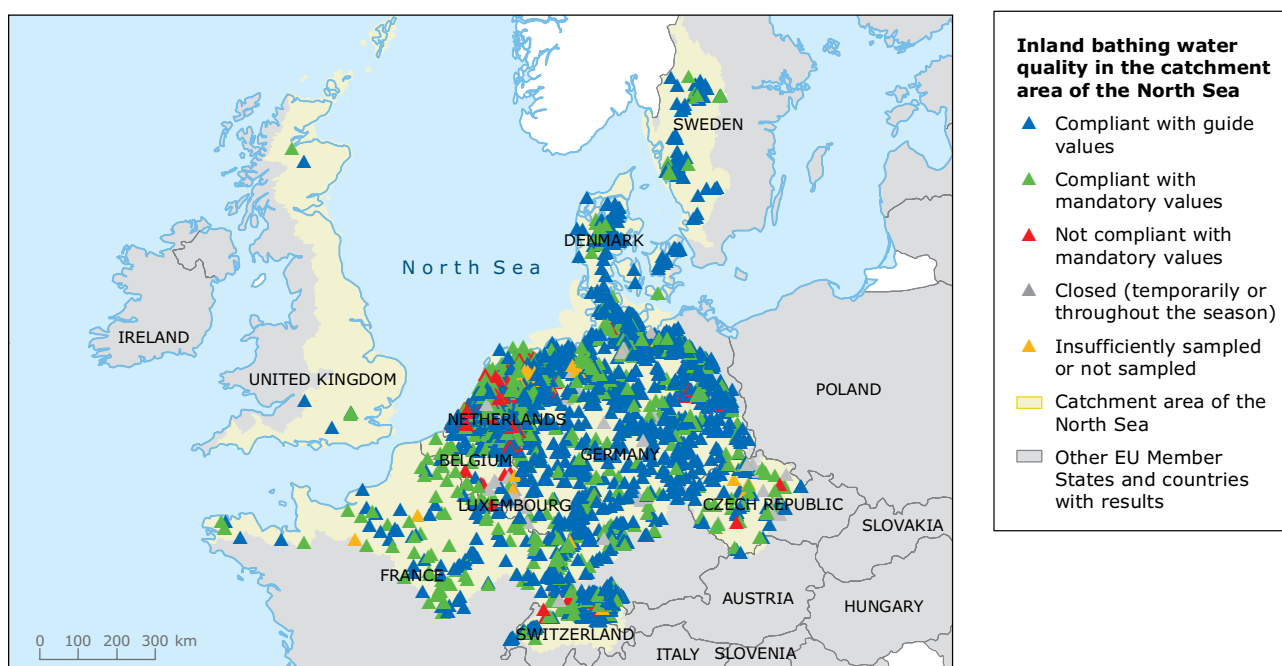 SWEDEN
DENMARK
North Sea
IRELAND
UNITED KINGDOM
POLAND
NETHERLANDS
BELGIUM
GERMANY
LUXEMBOURG
CZECH REPUBLIC
SLOVAKIA
FRANCE
AUSTRIA
HUNGARY
SWITZERLAND
ITALY
SLOVENIA
0 100 200 300 km
Inland bathing water
quality in the catchment
area of the North Sea
Compliant with guide
values
Compliant with
mandatory values
Not compliant with
mandatory values
Closed (temporarily or
throughout the season)
Insufficiently sampled
or not sampled
Catchment area of the
North Sea
Other EU Member
States and countries
with results